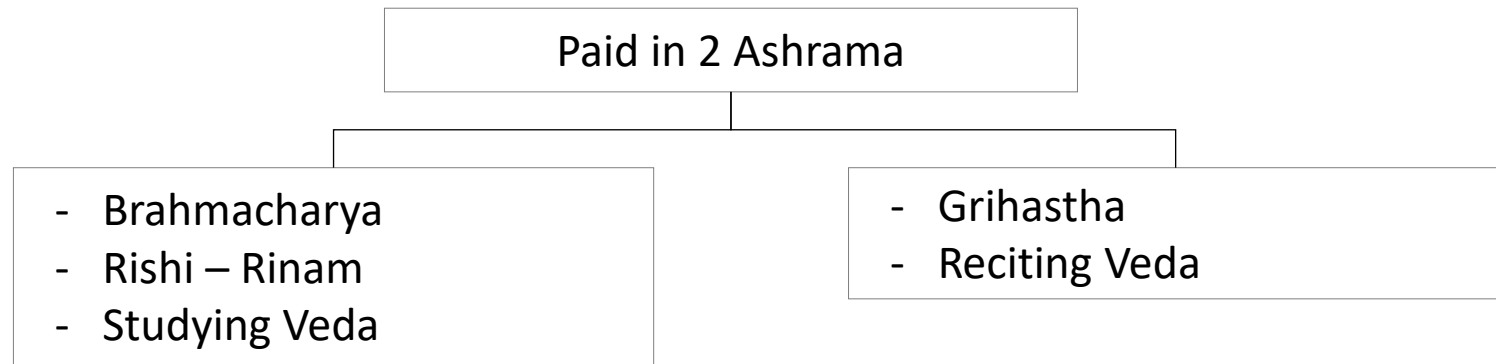 Paid in 2 Ashrama
- Brahmacharya
- Rishi – Rinam
- Studying Veda
- Grihastha
- Reciting Veda